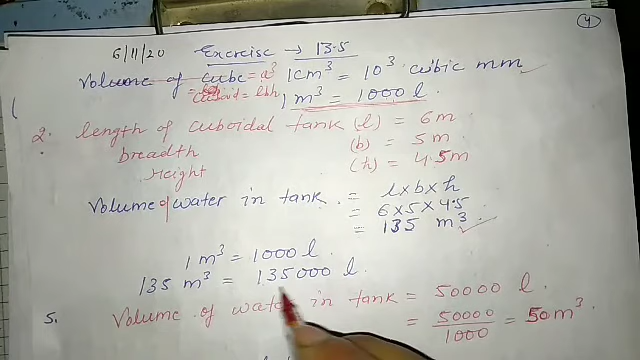 4
6/11/20 Exercise → 13.5
Volume of cube = a³ 1cm³ = 10³ cubic mm
cuboid = lbh 1 m³ = 1000 l.
2. length of cuboidal tank (l) = 6m
breadth (b) = 5m
Height (h) = 4.5m
Volume of water in tank. = l×b×h
= 6×5×4.5
= 135 m³.
1 m³ = 1000 l.
135 m³ = 135000 l.
5. Volume of water in tank = 50000 l.
= 50000/1000 = 50m³